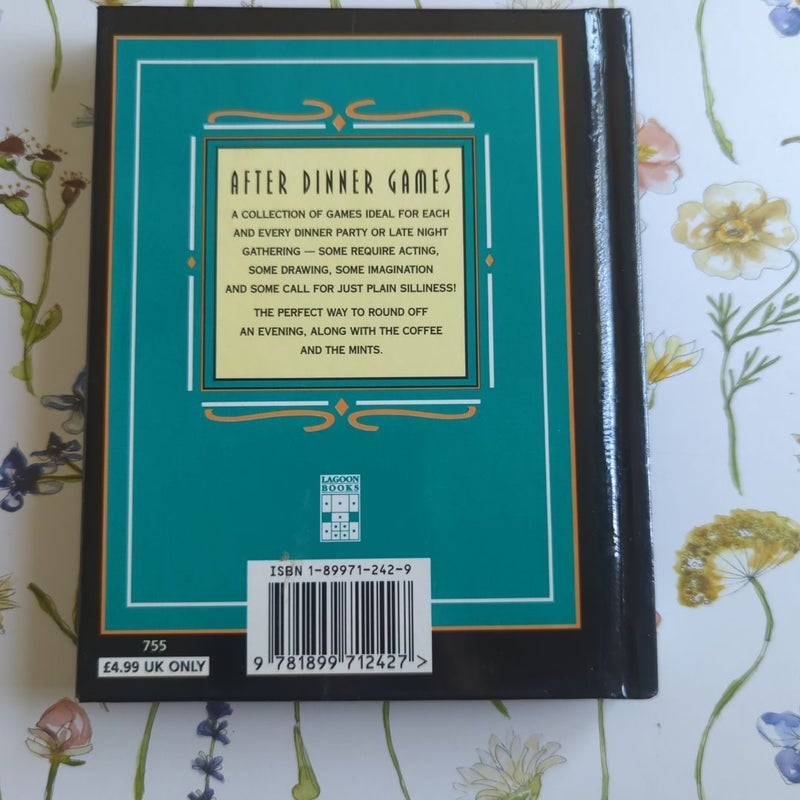 AFTER DINNER GAMES
A COLLECTION OF GAMES IDEAL FOR EACH
AND EVERY DINNER PARTY OR LATE NIGHT
GATHERING — SOME REQUIRE ACTING,
SOME DRAWING, SOME IMAGINATION
AND SOME CALL FOR JUST PLAIN SILLINESS!
THE PERFECT WAY TO ROUND OFF
AN EVENING, ALONG WITH THE COFFEE
AND THE MINTS.
LAGOON
BOOKS
ISBN 1-89971-242-9
9 781899 712427 >
755
£4.99 UK ONLY